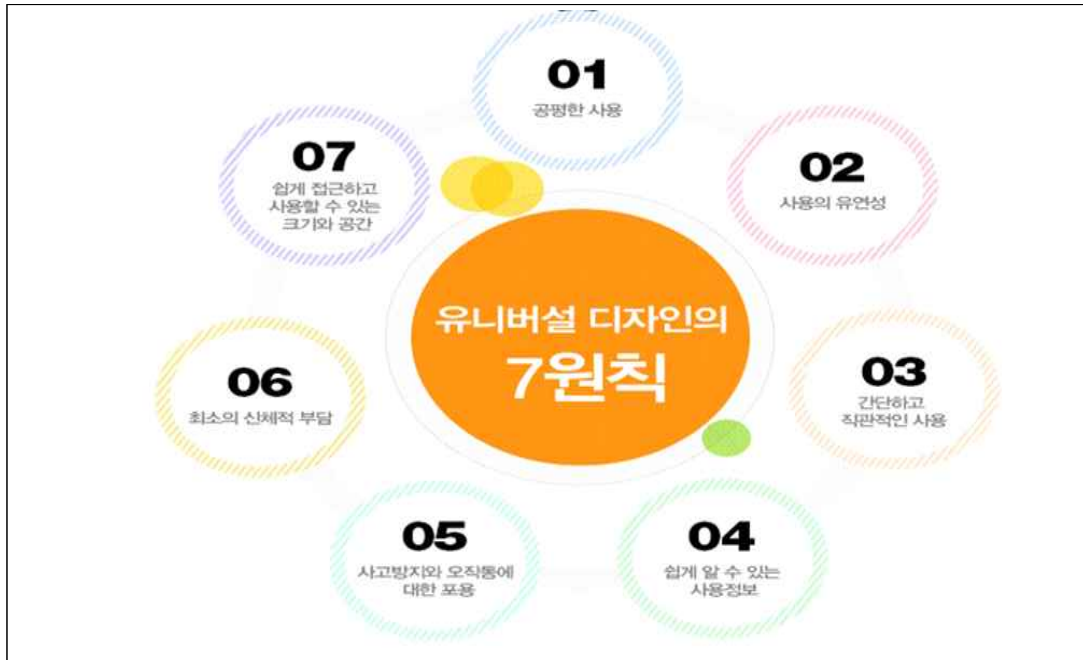 유니버설 디자인의
7원칙
01
공평한 사용
02
사용의 유연성
03
간단하고
직관적인 사용
04
쉽게 알 수 있는
사용정보
05
사고방지와 오작동에
대한 포용
06
최소의 신체적 부담
07
쉽게 접근하고
사용할 수 있는
크기와 공간